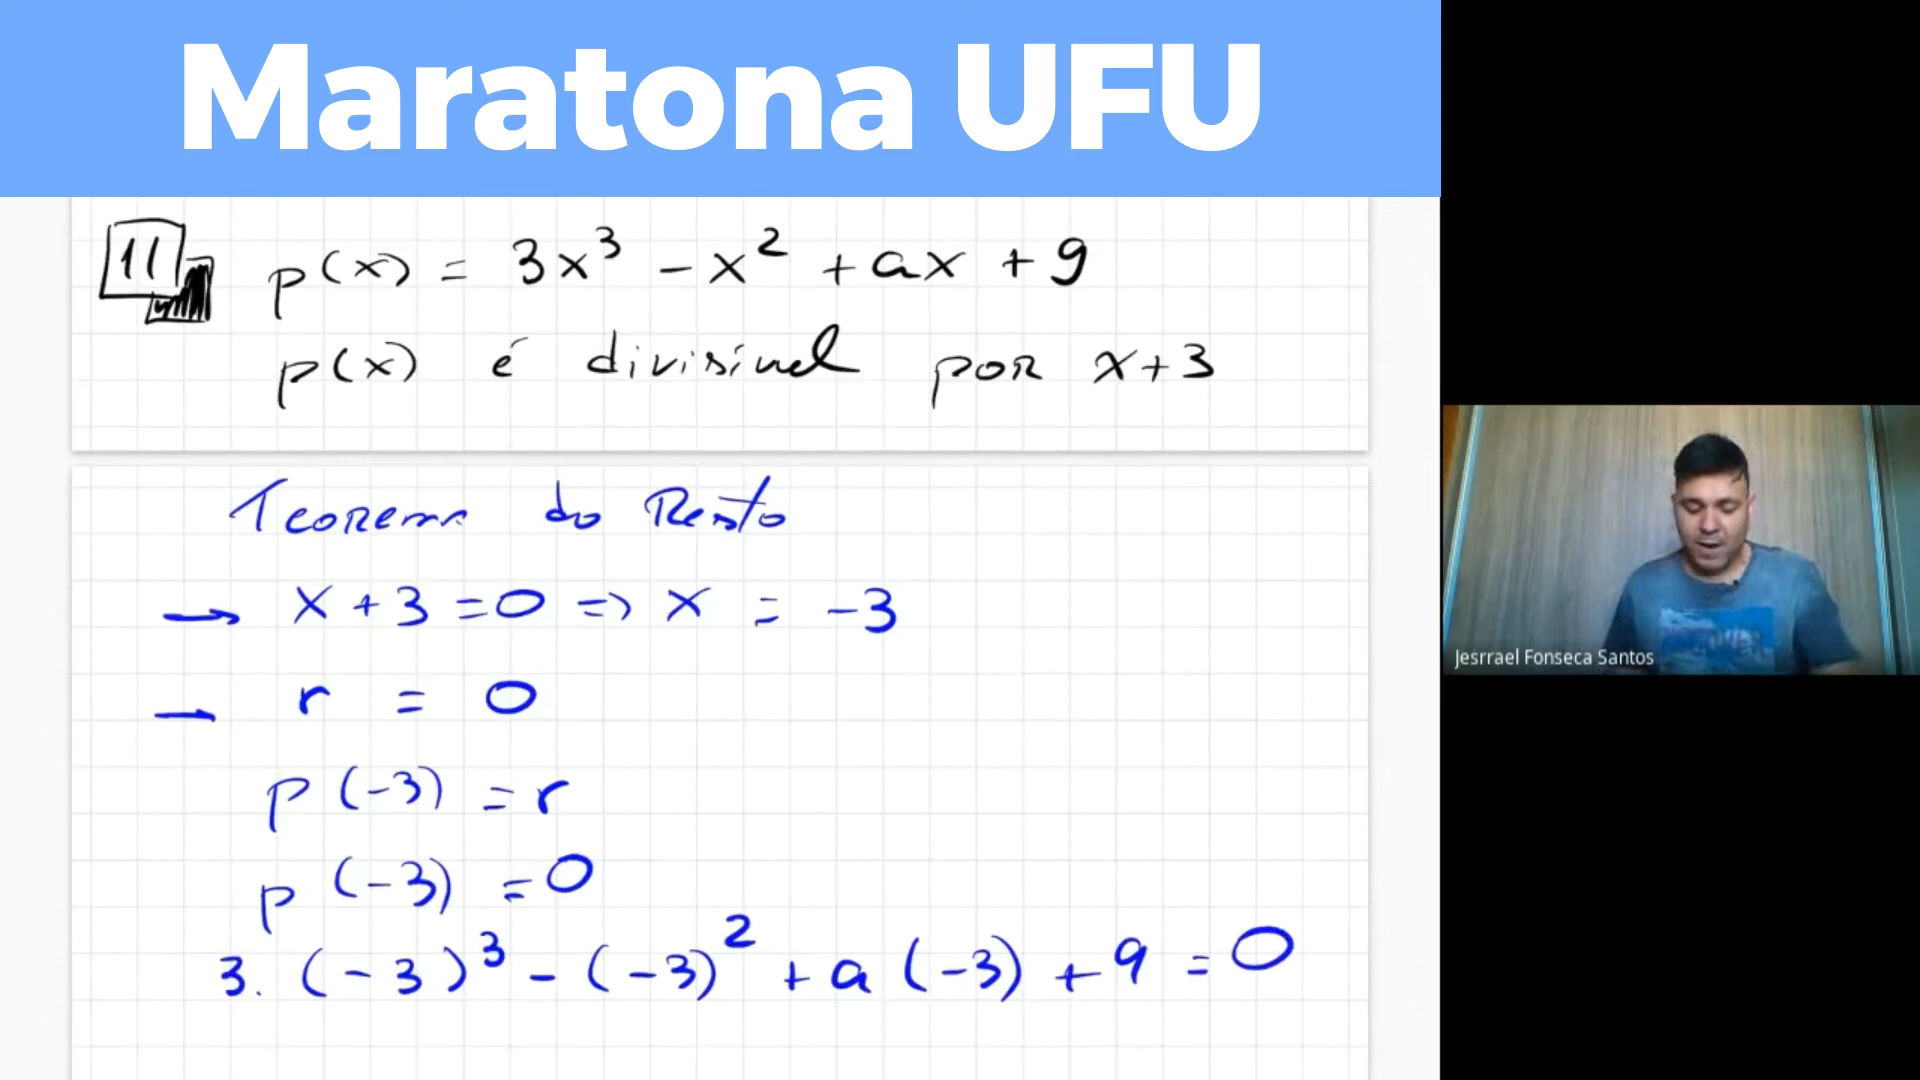 Maratona UFU
11 p(x) = 3x³ - x² + ax + 9
p(x) é divisível por x+3
Teorema do Resto
→ x + 3 = 0 => x = -3
- r = 0
p(-3) = r
p(-3) = 0
3.(-3)³ - (-3)² + a(-3) + 9 = 0
Jesrrael Fonseca Santos